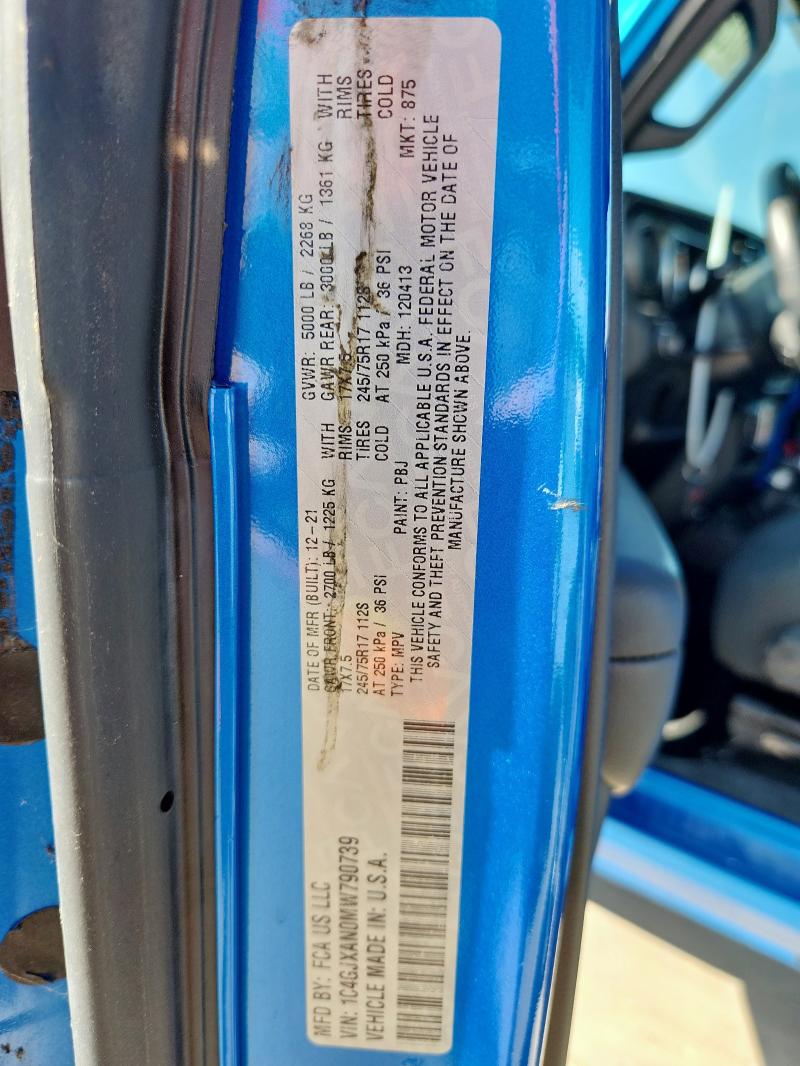 MFD BY: FCA US LLC
VIN: 1C4GJXAN0MW790739
VEHICLE MADE IN: U.S.A.
DATE OF MFR (BUILT): 12-21 GVWR: 5000 LB / 2268 KG
GAWR FRONT: 2700 LB / 1225 KG WITH GAWR REAR: 3000 LB / 1361 KG WITH
17X7.5 RIMS 17X7.5 RIMS
245/75R17 112S TIRES 245/75R17 112S TIRES
AT 250 kPa / 36 PSI COLD AT 250 kPa / 36 PSI COLD
TYPE: MPV PAINT: PBJ MDH: 120413 MKT: 875
THIS VEHICLE CONFORMS TO ALL APPLICABLE U.S.A. FEDERAL MOTOR VEHICLE
SAFETY AND THEFT PREVENTION STANDARDS IN EFFECT ON THE DATE OF
MANUFACTURE SHOWN ABOVE.